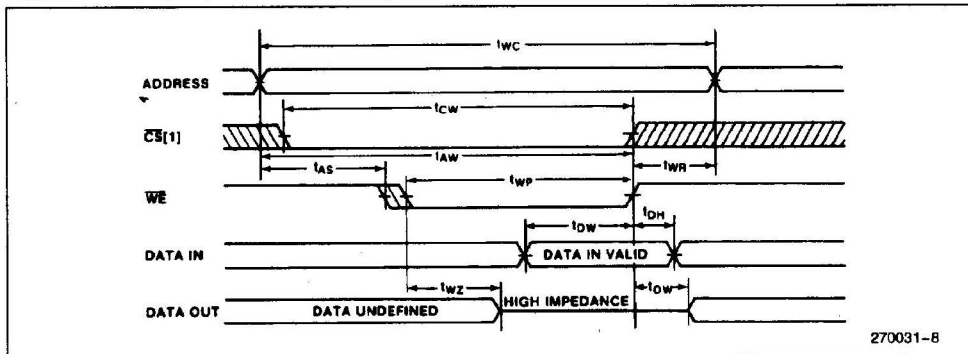 tWC
ADDRESS
tCW
CS[1]
tAW
tAS
tWR
tWP
WE
tDW
tDH
DATA IN
DATA IN VALID
tWZ
HIGH IMPEDANCE
tOW
DATA OUT
DATA UNDEFINED
270031-8